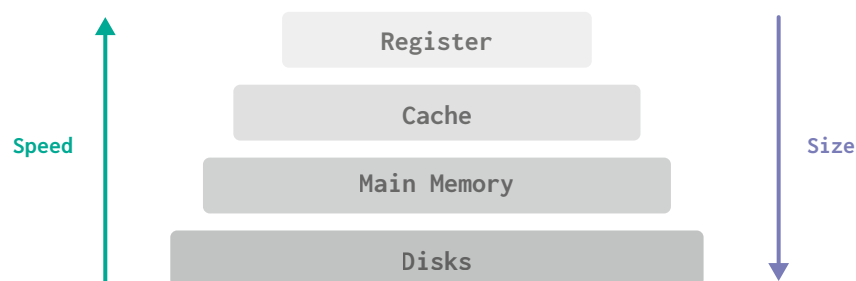 Register
Cache
Speed
Size
Main Memory
Disks